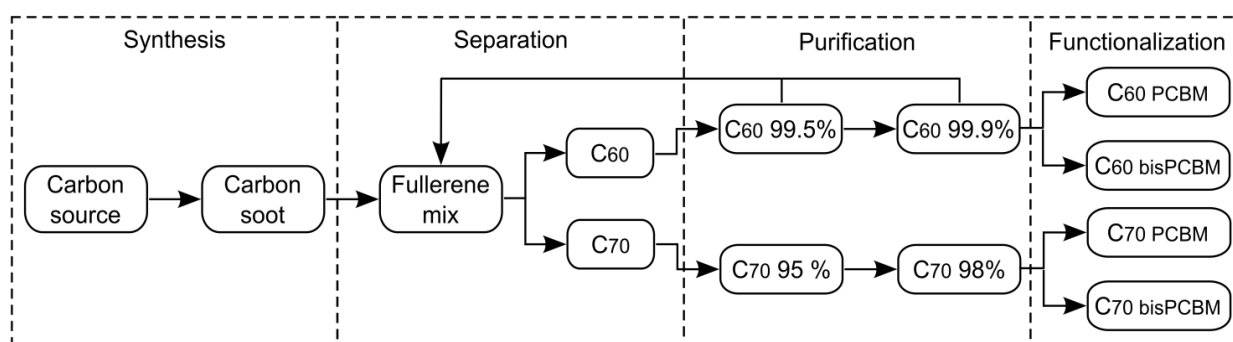 Synthesis
Separation
Purification
Functionalization
Carbon
source
Carbon
soot
Fullerene
mix
C60
C70
C60 99.5%
C60 99.9%
C70 95 %
C70 98%
C60 PCBM
C60 bisPCBM
C70 PCBM
C70 bisPCBM